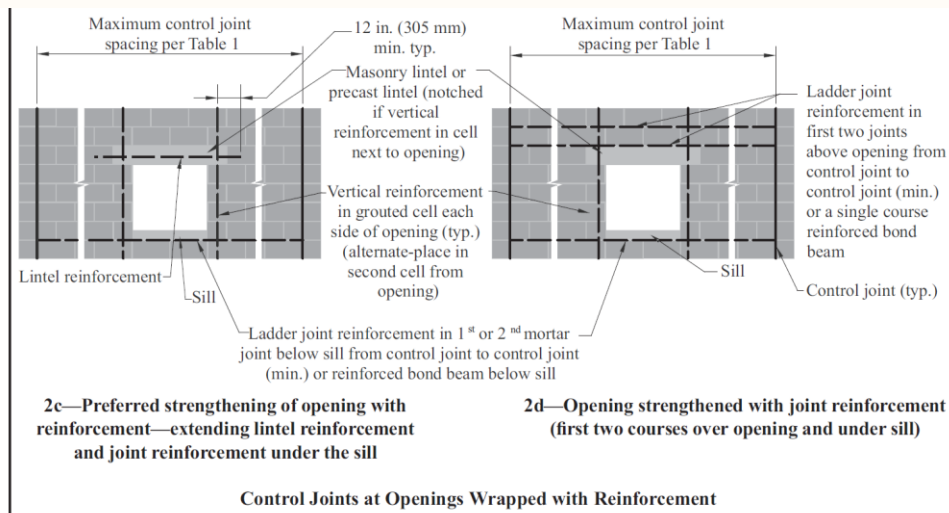 Maximum control joint
spacing per Table 1
12 in. (305 mm)
min. typ.
Masonry lintel or
precast lintel (notched
if vertical
reinforcement in cell
next to opening)
Vertical reinforcement
in grouted cell each
side of opening (typ.)
(alternate-place in
second cell from
opening)
Lintel reinforcement
Sill
Ladder joint reinforcement in 1 st or 2 nd mortar
joint below sill from control joint to control joint
(min.) or reinforced bond beam below sill
Maximum control joint
spacing per Table 1
Ladder joint
reinforcement in
first two joints
above opening from
control joint to
control joint (min.)
or a single course
reinforced bond
beam
Sill
Control joint (typ.)
2c—Preferred strengthening of opening with
reinforcement—extending lintel reinforcement
and joint reinforcement under the sill
2d—Opening strengthened with joint reinforcement
(first two courses over opening and under sill)
Control Joints at Openings Wrapped with Reinforcement